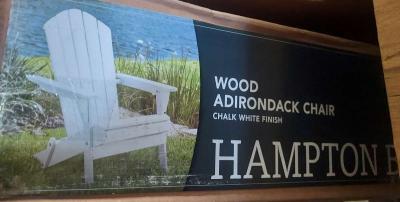 WOOD
ADIRONDACK CHAIR
CHALK WHITE FINISH
HAMPTON B